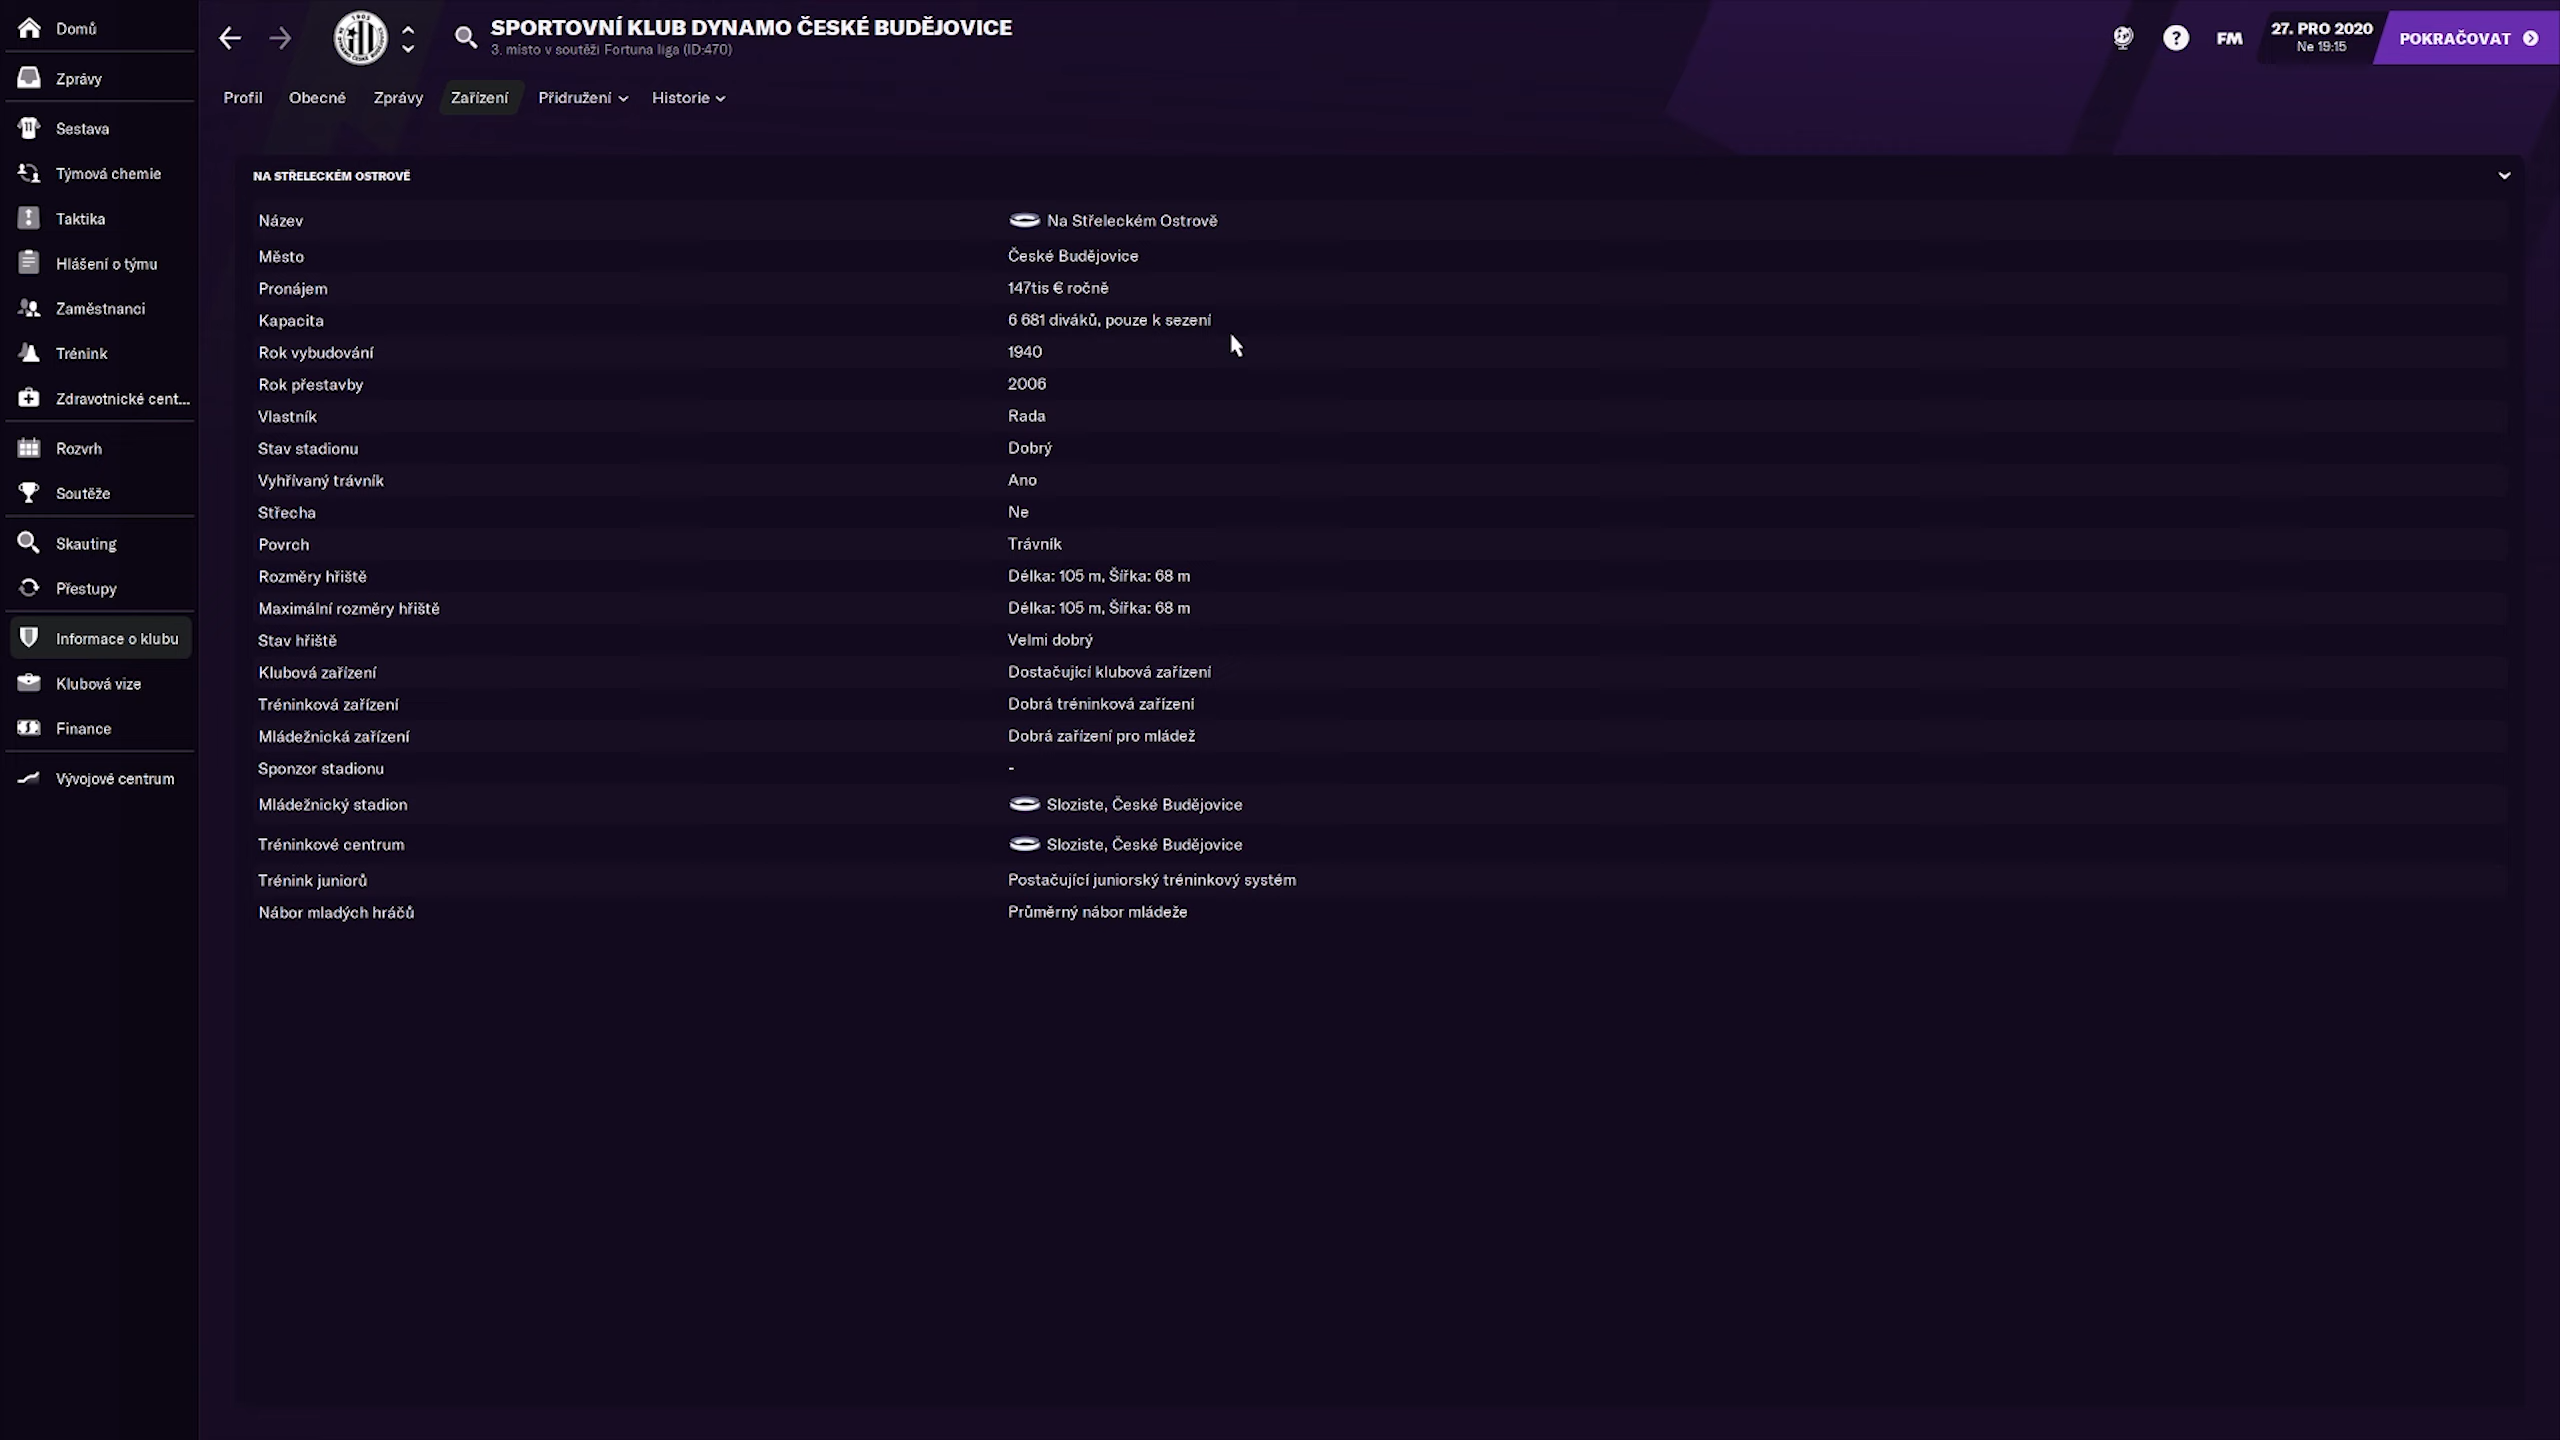 Domů
Zprávy
Sestava
Týmová chemie
Taktika
Hlášení o týmu
Zaměstnanci
Trénink
Zdravotnické cent...
Rozvrh
Soutěže
Skauting
Přestupy
Informace o klubu
Klubová vize
Finance
Vývojové centrum
1905
SPORTOVNÍ KLUB DYNAMO ČESKÉ BUDĚJOVICE
3. místo v soutěži Fortuna liga (ID:470)
FM
27. PRO 2020
Ne 19:15
POKRAČOVAT
Profil Obecné Zprávy Zařízení Přidružení Historie
NA STŘELECKÉM OSTROVĚ
Název Na Střeleckém Ostrově
Město České Budějovice
Pronájem 147tis € ročně
Kapacita 6 681 diváků, pouze k sezení
Rok vybudování 1940
Rok přestavby 2006
Vlastník Rada
Stav stadionu Dobrý
Vyhřívaný trávník Ano
Střecha Ne
Povrch Trávník
Rozměry hřiště Délka: 105 m, Šířka: 68 m
Maximální rozměry hřiště Délka: 105 m, Šířka: 68 m
Stav hřiště Velmi dobrý
Klubová zařízení Dostačující klubová zařízení
Tréninková zařízení Dobrá tréninková zařízení
Mládežnická zařízení Dobrá zařízení pro mládež
Sponzor stadionu -
Mládežnický stadion Sloziste, České Budějovice
Tréninkové centrum Sloziste, České Budějovice
Trénink juniorů Postačující juniorský tréninkový systém
Nábor mladých hráčů Průměrný nábor mládeže